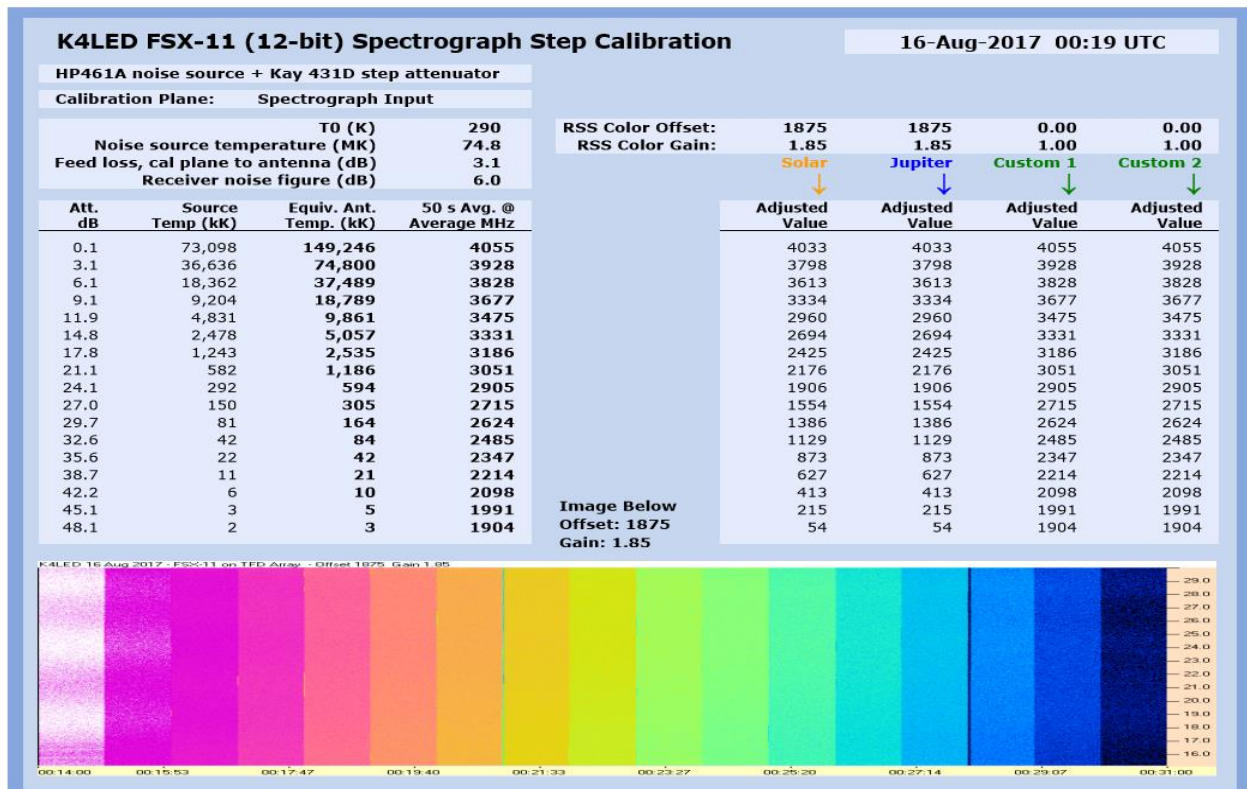 K4LED FSX-11 (12-bit) Spectrograph Step Calibration 16-Aug-2017 00:19 UTC
HP461A noise source + Kay 431D step attenuator
Calibration Plane: Spectrograph Input
T0 (K) 290 RSS Color Offset: 1875 1875 0.00 0.00
Noise source temperature (MK) 74.8 RSS Color Gain: 1.85 1.85 1.00 1.00
Feed loss, cal plane to antenna (dB) 3.1 Solar Jupiter Custom 1 Custom 2
Receiver noise figure (dB) 6.0 ↓ ↓ ↓ ↓
Att. Source Equiv. Ant. 50 s Avg. @ Adjusted Adjusted Adjusted Adjusted
dB Temp (kK) Temp. (kK) Average MHz Value Value Value Value
0.1 73,098 149,246 4055 4033 4033 4055 4055
3.1 36,636 74,800 3928 3798 3798 3928 3928
6.1 18,362 37,489 3828 3613 3613 3828 3828
9.1 9,204 18,789 3677 3334 3334 3677 3677
11.9 4,831 9,861 3475 2960 2960 3475 3475
14.8 2,478 5,057 3331 2694 2694 3331 3331
17.8 1,243 2,535 3186 2425 2425 3186 3186
21.1 582 1,186 3051 2176 2176 3051 3051
24.1 292 594 2905 1906 1906 2905 2905
27.0 150 305 2715 1554 1554 2715 2715
29.7 81 164 2624 1386 1386 2624 2624
32.6 42 84 2485 1129 1129 2485 2485
35.6 22 42 2347 873 873 2347 2347
38.7 11 21 2214 627 627 2214 2214
42.2 6 10 2098 413 413 2098 2098
45.1 3 5 1991 215 215 1991 1991
48.1 2 3 1904 54 54 1904 1904
Image Below
Offset: 1875
Gain: 1.85
K4LED 16 Aug 2017 - FSX-11 on TFD Array - Offset 1875 Gain 1.85
29.0
28.0
27.0
26.0
25.0
24.0
23.0
22.0
21.0
20.0
19.0
18.0
17.0
16.0
00:14:00 00:15:53 00:17:47 00:19:40 00:21:33 00:23:27 00:25:20 00:27:14 00:29:07 00:31:00